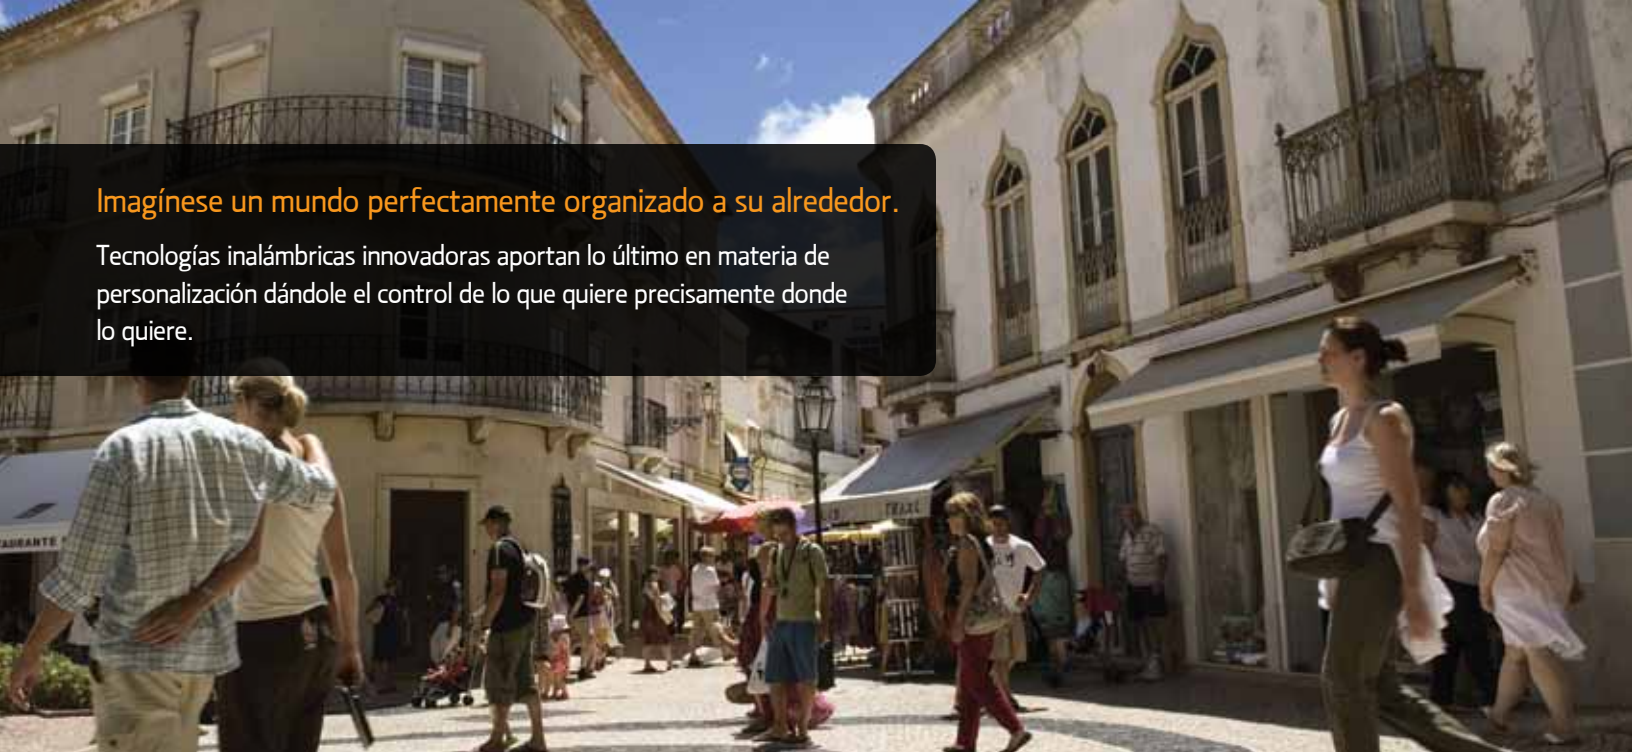 Imagínese un mundo perfectamente organizado a su alrededor.
Tecnologías inalámbricas innovadoras aportan lo último en materia de
personalización dándole el control de lo que quiere precisamente donde
lo quiere.